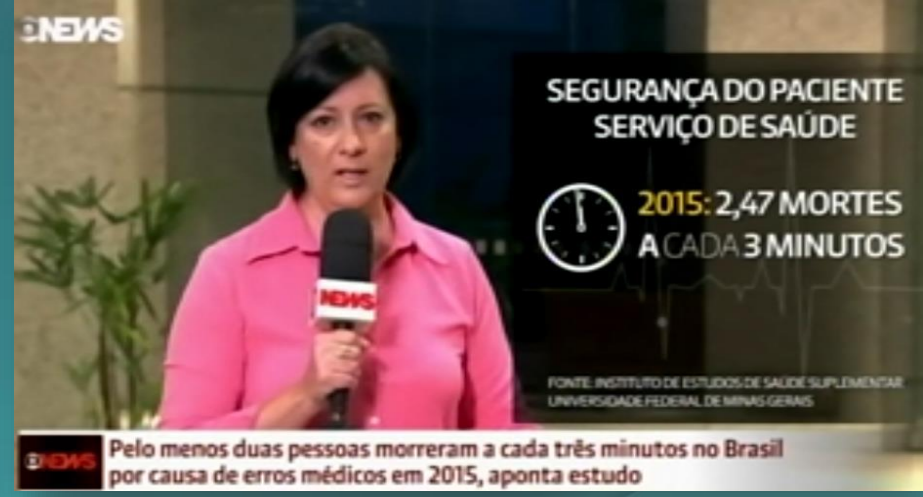 NEWS
SEGURANÇA DO PACIENTE
SERVIÇO DE SAÚDE
2015: 2,47 MORTES
A CADA 3 MINUTOS
NEWS
FONTE: INSTITUTO DE ESTUDOS DE SAÚDE SUPLEMENTAR
UNIVERSIDADE FEDERAL DE MINAS GERAIS
NEWS
Pelo menos duas pessoas morreram a cada três minutos no Brasil
por causa de erros médicos em 2015, aponta estudo